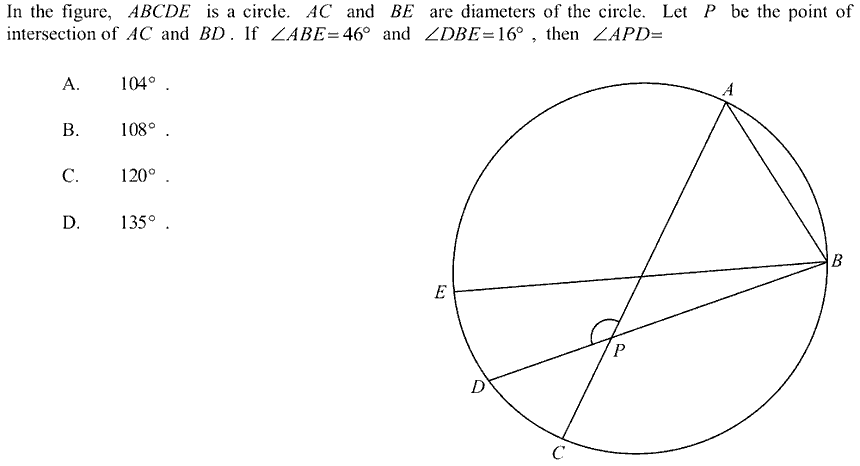 In the figure, ABCDE is a circle. AC and BE are diameters of the circle. Let P be the point of
intersection of AC and BD . If ∠ABE=46° and ∠DBE=16° , then ∠APD=
A. 104° .
B. 108° .
C. 120° .
D. 135° .
A
B
E
P
D
C